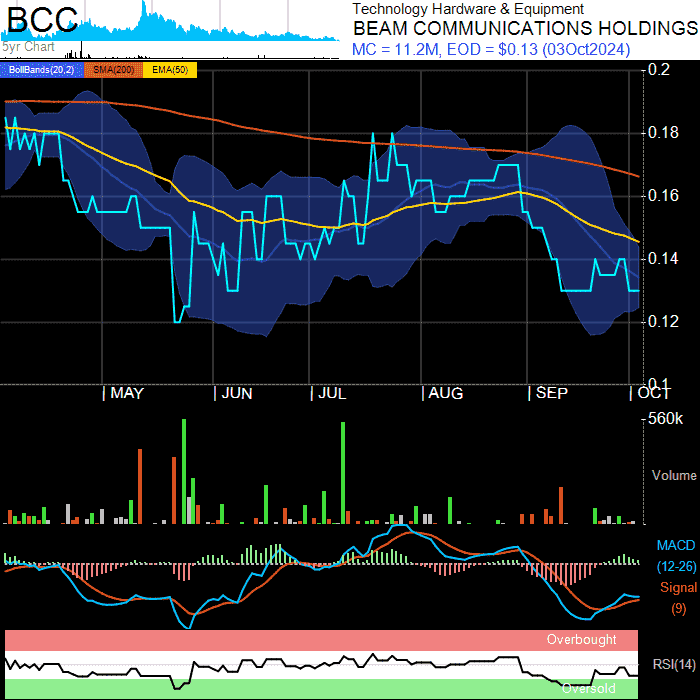 BCC
5yr Chart
Technology Hardware & Equipment
BEAM COMMUNICATIONS HOLDINGS
MC = 11.2M, EOD = $0.13 (03Oct2024)
BollBands(20,2) SMA(200) EMA(50)
0.2
0.18
0.16
0.14
0.12
0.1
MAY JUN JUL AUG SEP OCT
560k
Volume
MACD
(12-26)
Signal
(9)
Overbought
RSI(14)
Oversold